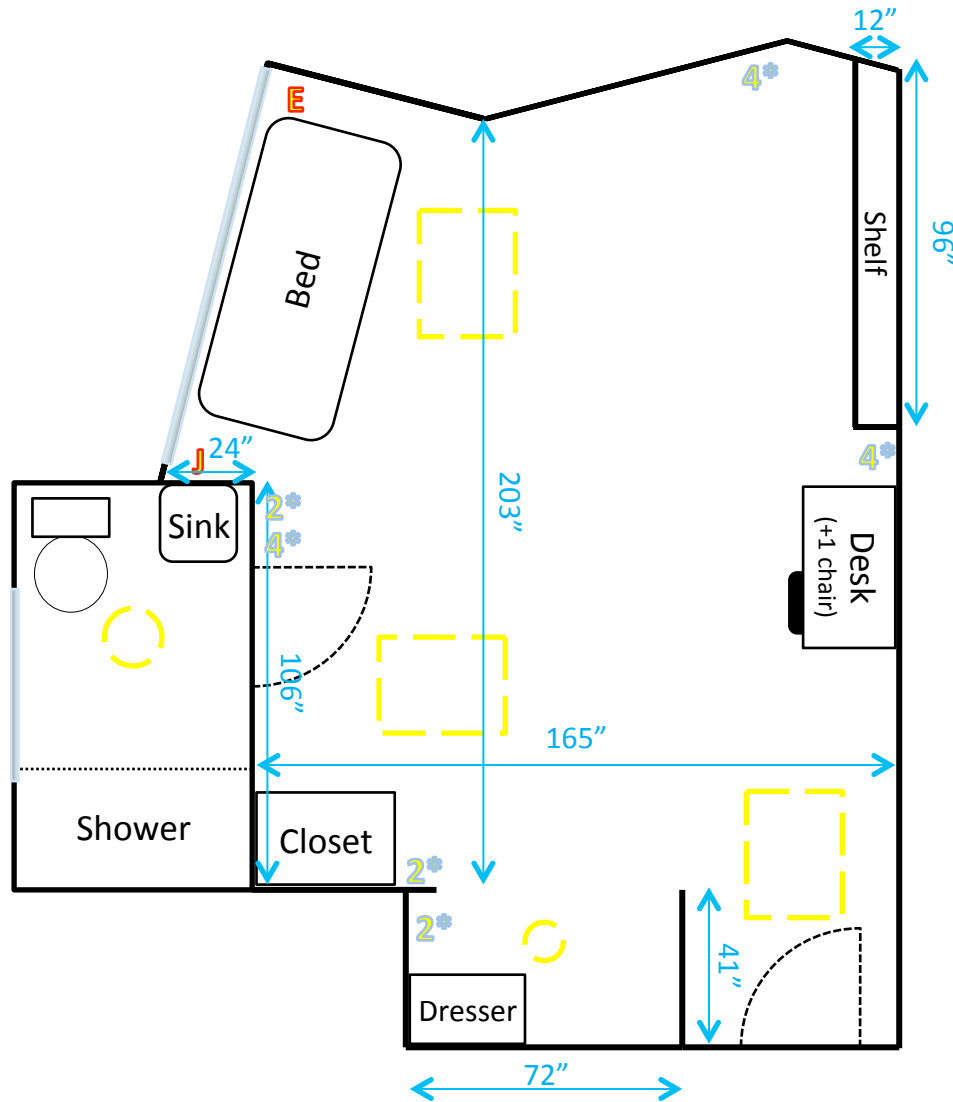 12”
4*
E
Shelf
96”
Bed
J
24”
4*
2*
4*
Sink
203”
Desk
(+1 chair)
106”
165”
Shower
Closet
2*
2*
41”
Dresser
72”